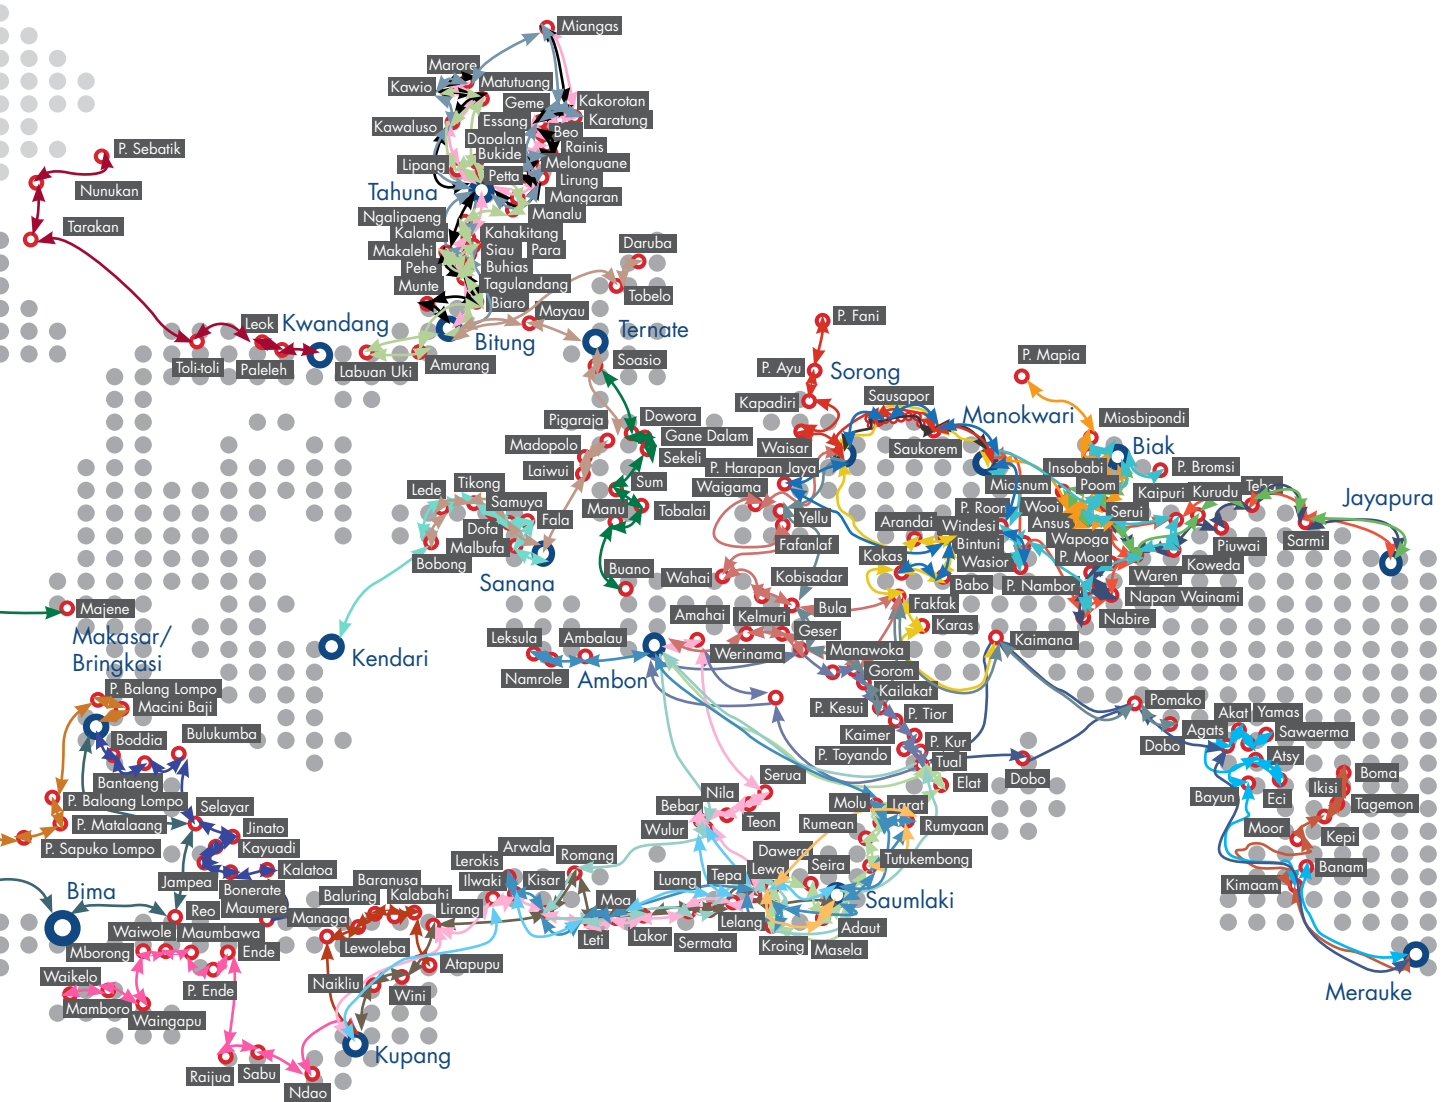 Miangas
Marore
Kawio
Matutuang
Geme
Kakorotan
Essang
Karatung
Kawaluso
Beo
Dapalan
Rainis
Bukide
Melonguane
Lipang
Petta
Lirung
Tahuna
Mangaran
Manalu
Ngalipaeng
Kalama
Kahakitang
Makalehi
Siau
Para
Pehe
Buhias
Munte
Tagulandang
Biaro
Bitung
Mayau
Daruba
Tobelo
P. Sebatik
Nunukan
Tarakan
Leok
Kwandang
Toli-toli
Paleleh
Labuan Uki
Amurang
Ternate
Soasio
P. Fani
P. Ayu
Sorong
Kapadiri
Sausapor
Waisar
Saukorem
Manokwari
P. Mapia
Miosbipondi
Biak
Pigaraja
Dowora
Madopolo
Gane Dalam
Laiwui
Sekeli
Sum
Manu
Tobalai
Buano
P. Harapan Jaya
Waigama
Yellu
Fafanlaf
Insobabi
P. Bromsi
Miosnum
Poom
Kaipuri
Kurudu
Teba
Jayapura
Lede
Tikong
Samuya
Dofa
Fala
Malbufa
Bobong
Sanana
Arandai
P. Roon
Windesi
Wooi
Ansus
Serui
Bintuni
Wapoga
Piuwai
Sarmi
Kokas
Wasior
P. Moor
Koweda
Waren
Babo
P. Nambor
Napan Wainami
Nabire
Wahai
Kobisadar
Bula
Fakfak
Karas
Kaimana
Majene
Makasar/
Bringkasi
Kendari
Leksula
Ambalau
Namrole
Ambon
Amahai
Kelmuri
Geser
Werinama
Manawoka
Gorom
Kailakat
P. Kesui
P. Tior
Kaimer
P. Kur
P. Toyando
Tual
Elat
Dobo
Pomako
Dobo
Akat
Yamas
Agats
Sawaerma
Atsy
Bayun
Eci
Ikisi
Boma
Tagemon
Moor
Kepi
Banam
Kimaam
Merauke
P. Balang Lompo
Macini Baji
Boddia
Bulukumba
Bantaeng
P. Baloang Lompo
Selayar
P. Matalaang
Jinato
P. Sapuko Lompo
Kayuadi
Kalatoa
Jampea
Bonerate
Bima
Reo
Maumere
Waiwole
Maumbawa
Mborong
Ende
Waikelo
P. Ende
Mamboro
Waingapu
Raijua
Sabu
Ndao
Baranusa
Baluring
Kalabahi
Managa
Lewoleba
Lirang
Naikliu
Wini
Atapupu
Kupang
Serua
Nila
Bebar
Teon
Wulur
Molu
Larat
Rumean
Rumyaan
Arwala
Romang
Lerokis
Ilwaki
Kisar
Dawera
Seira
Tutukembong
Luang
Tepa
Moa
Lelang
Saumlaki
Leti
Lakor
Sermata
Kroing
Adaut
Masela